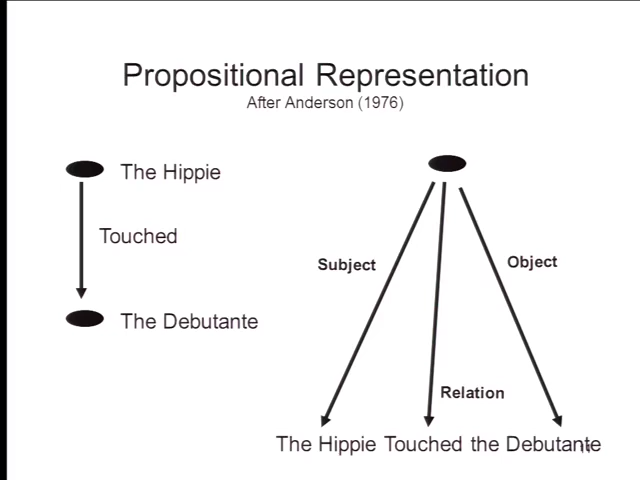 Propositional Representation
After Anderson (1976)
The Hippie
Touched
The Debutante
Subject
Object
Relation
The Hippie Touched the Debutante